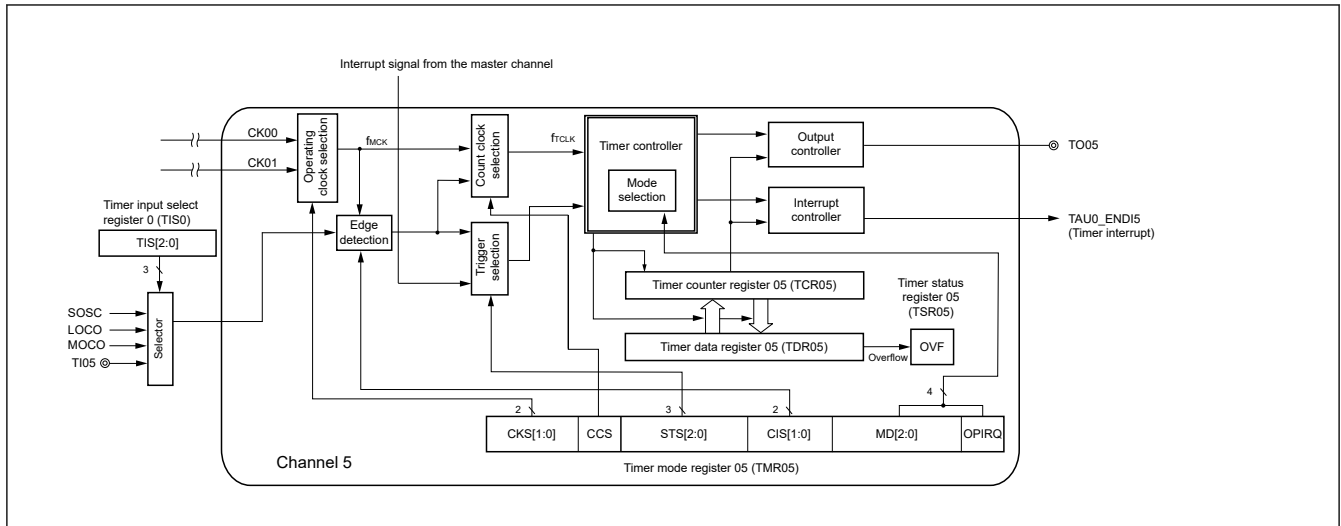 Interrupt signal from the master channel
CK00
CK01
Operating
clock selection
fMCK
Count clock
selection
fTCLK
Timer controller
Mode
selection
Output
controller
TO05
Interrupt
controller
TAU0_ENDI5
(Timer interrupt)
Timer input select
register 0 (TIS0)
TIS[2:0]
3
Edge
detection
Trigger
selection
SOSC
LOCO
MOCO
TI05
Selector
Timer counter register 05 (TCR05)
Timer data register 05 (TDR05)
Overflow
Timer status
register 05
(TSR05)
OVF
2
3
2
4
CKS[1:0]
CCS
STS[2:0]
CIS[1:0]
MD[2:0]
OPIRQ
Channel 5
Timer mode register 05 (TMR05)